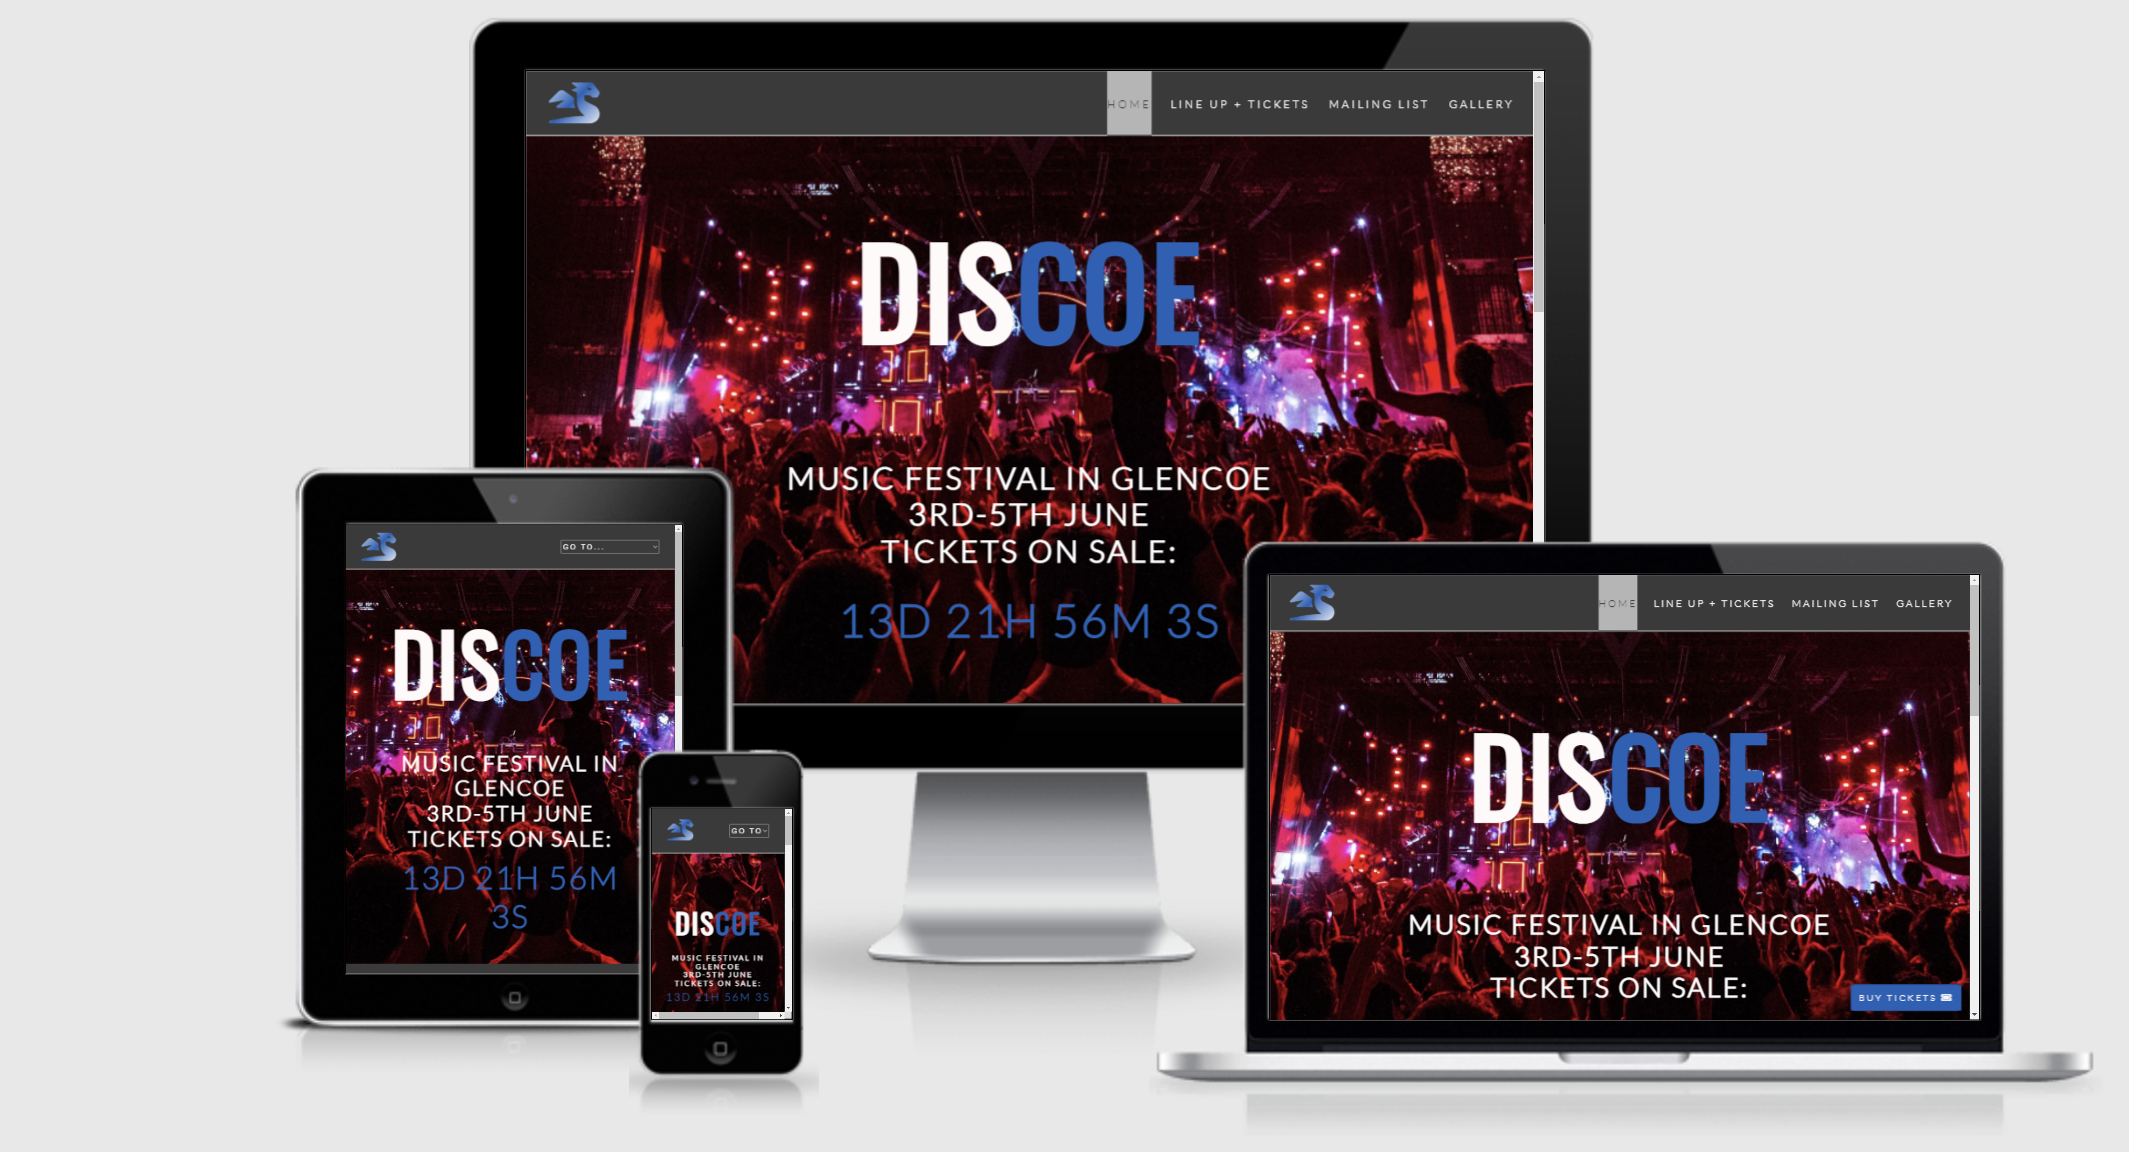 HOME LINE UP + TICKETS MAILING LIST GALLERY
DISCOE
MUSIC FESTIVAL IN GLENCOE
3RD-5TH JUNE
TICKETS ON SALE:
13D 21H 56M 3S
GO TO...
DISCOE
MUSIC FESTIVAL IN
GLENCOE
3RD-5TH JUNE
TICKETS ON SALE:
13D 21H 56M
3S
GO TO
DISCOE
MUSIC FESTIVAL IN
GLENCOE
3RD-5TH JUNE
TICKETS ON SALE:
13D 21H 56M 3S
HOME LINE UP + TICKETS MAILING LIST GALLERY
DISCOE
MUSIC FESTIVAL IN GLENCOE
3RD-5TH JUNE
TICKETS ON SALE:
BUY TICKETS